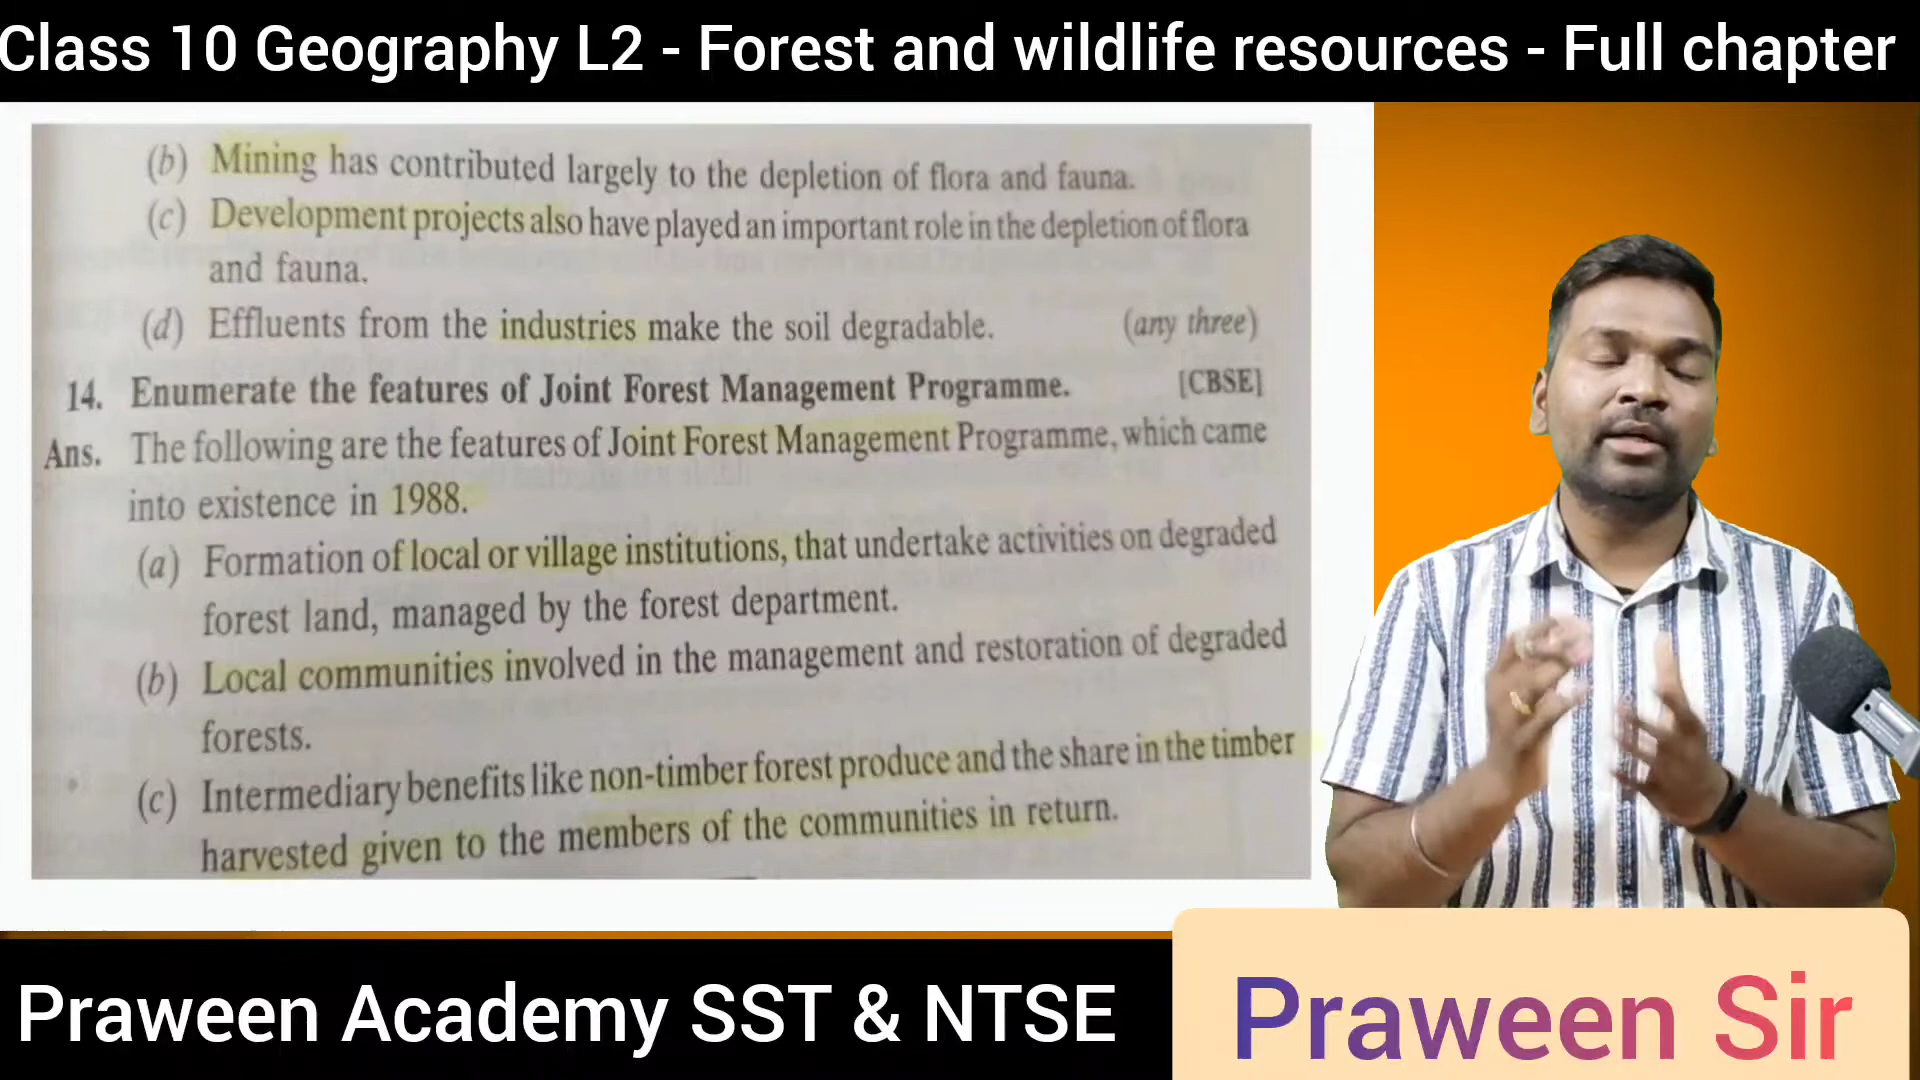 Class 10 Geography L2 - Forest and wildlife resources - Full chapter
(b) Mining has contributed largely to the depletion of flora and fauna.
(c) Development projects also have played an important role in the depletion of flora
and fauna.
(d) Effluents from the industries make the soil degradable. (any three)
14. Enumerate the features of Joint Forest Management Programme. [CBSE]
Ans. The following are the features of Joint Forest Management Programme, which came
into existence in 1988.
(a) Formation of local or village institutions, that undertake activities on degraded
forest land, managed by the forest department.
(b) Local communities involved in the management and restoration of degraded
forests.
(c) Intermediary benefits like non-timber forest produce and the share in the timber
harvested given to the members of the communities in return.
Praween Academy SST & NTSE
Praween Sir